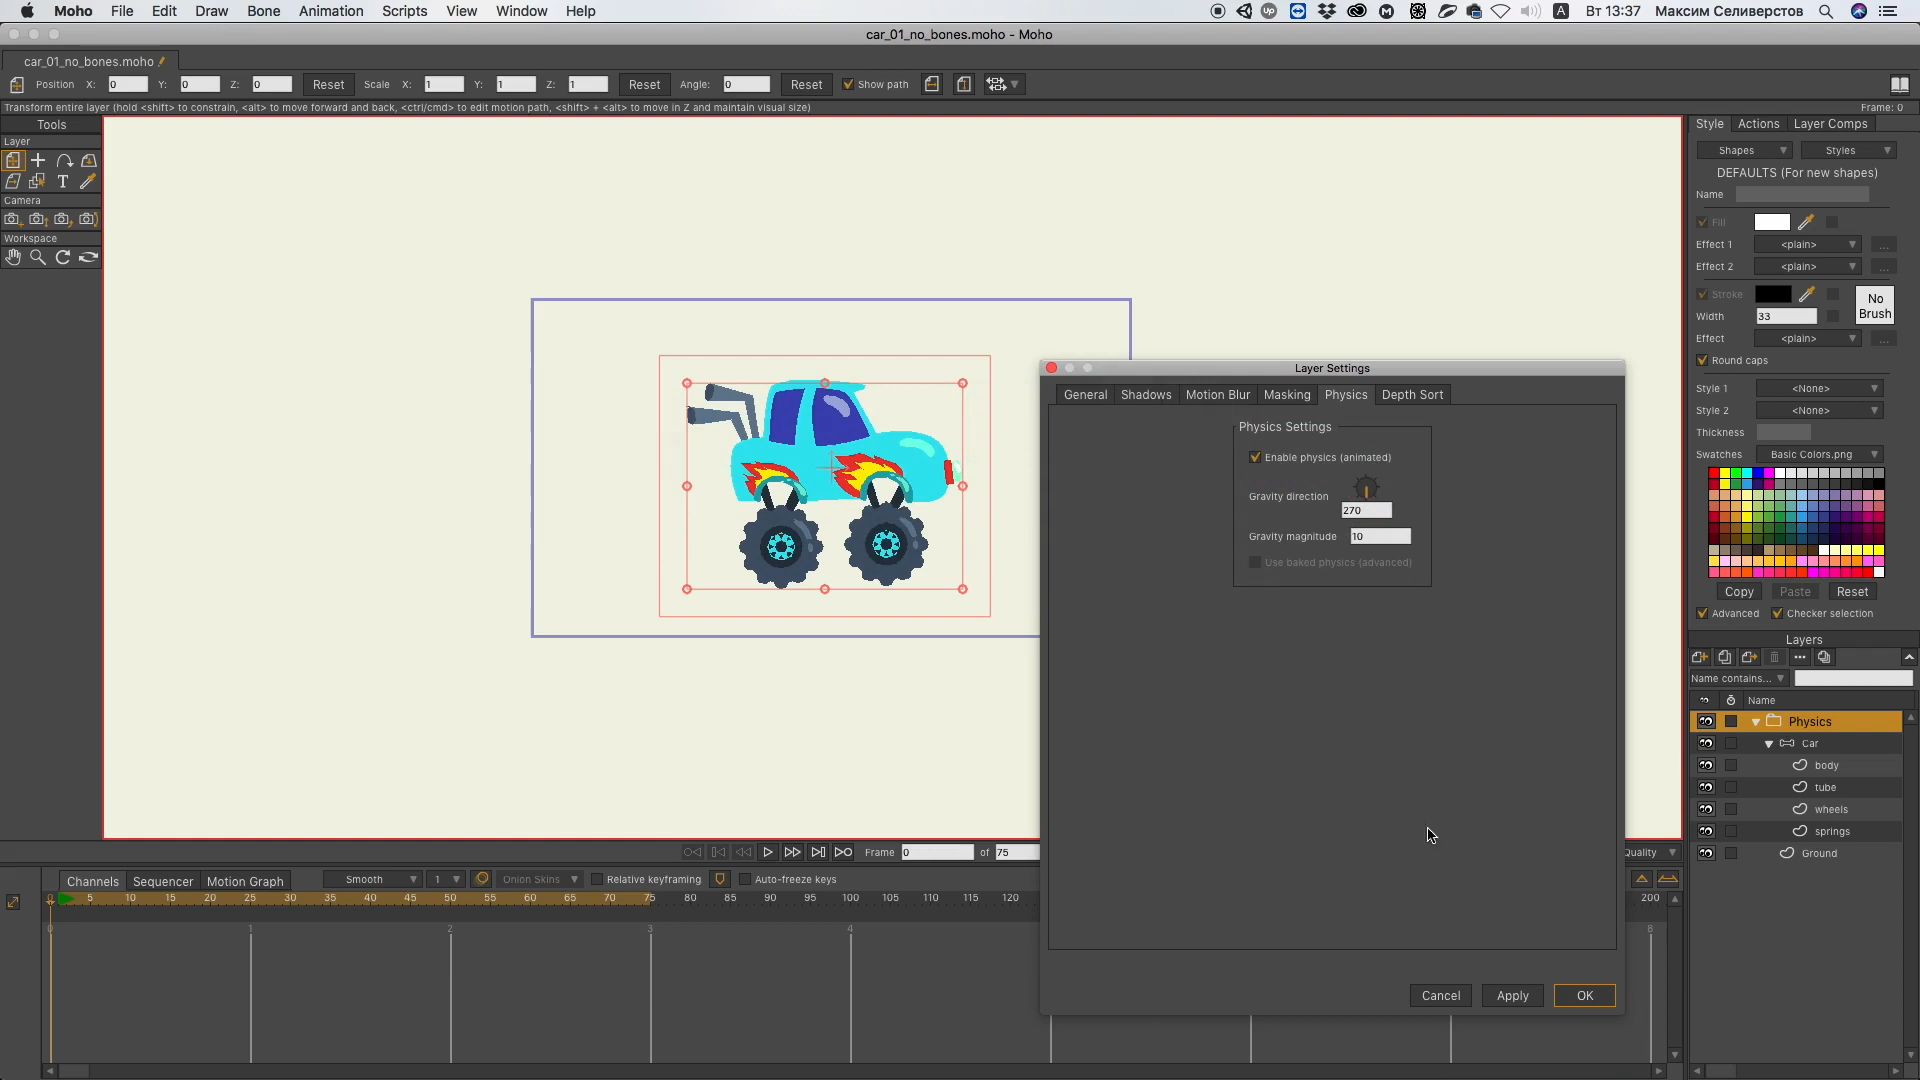 Moho File Edit Draw Bone Animation Scripts View Window Help
A Вт 13:37 Максим Селиверстов
car_01_no_bones.moho - Moho
car_01_no_bones.moho
Position X: 0 Y: 0 Z: 0 Reset Scale X: 1 Y: 1 Z: 1 Reset Angle: 0 Reset Show path
Transform entire layer (hold <shift> to constrain, <alt> to move forward and back, <ctrl/cmd> to edit motion path, <shift> + <alt> to move in Z and maintain visual size)
Frame: 0
Tools
Layer
T
Camera
Workspace
Style Actions Layer Comps
Shapes Styles
DEFAULTS (For new shapes)
Name
Fill
Effect 1 <plain> ...
Effect 2 <plain> ...
Stroke
No Brush
Width 33
Effect <plain> ...
Round caps
Style 1 <None>
Style 2 <None>
Thickness
Swatches Basic Colors.png
Copy Paste Reset
Advanced Checker selection
Layers
Name contains...
Name
Physics
Car
body
tube
wheels
springs
Ground
Layer Settings
General Shadows Motion Blur Masking Physics Depth Sort
Physics Settings
Enable physics (animated)
Gravity direction
270
Gravity magnitude 10
Use baked physics (advanced)
Cancel Apply OK
Frame 0 of 75
Quality
Channels Sequencer Motion Graph Smooth 1 Onion Skins Relative keyframing Auto-freeze keys
5 10 15 20 25 30 35 40 45 50 55 60 65 70 75 80 85 90 95 100 105 110 115 120 200
0 1 2 3 4 8